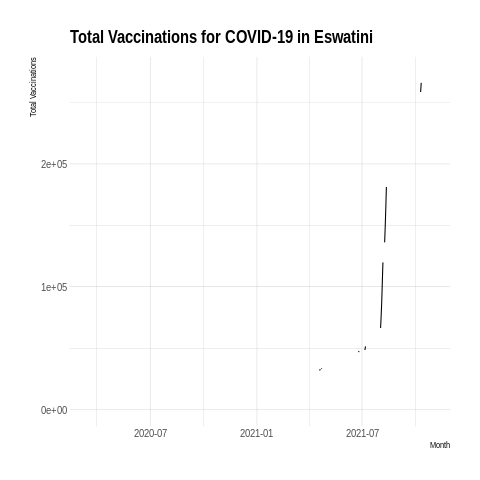 Total Vaccinations for COVID-19 in Eswatini
Total Vaccinations
2e+05
1e+05
0e+00
2020-07 2021-01 2021-07
Month